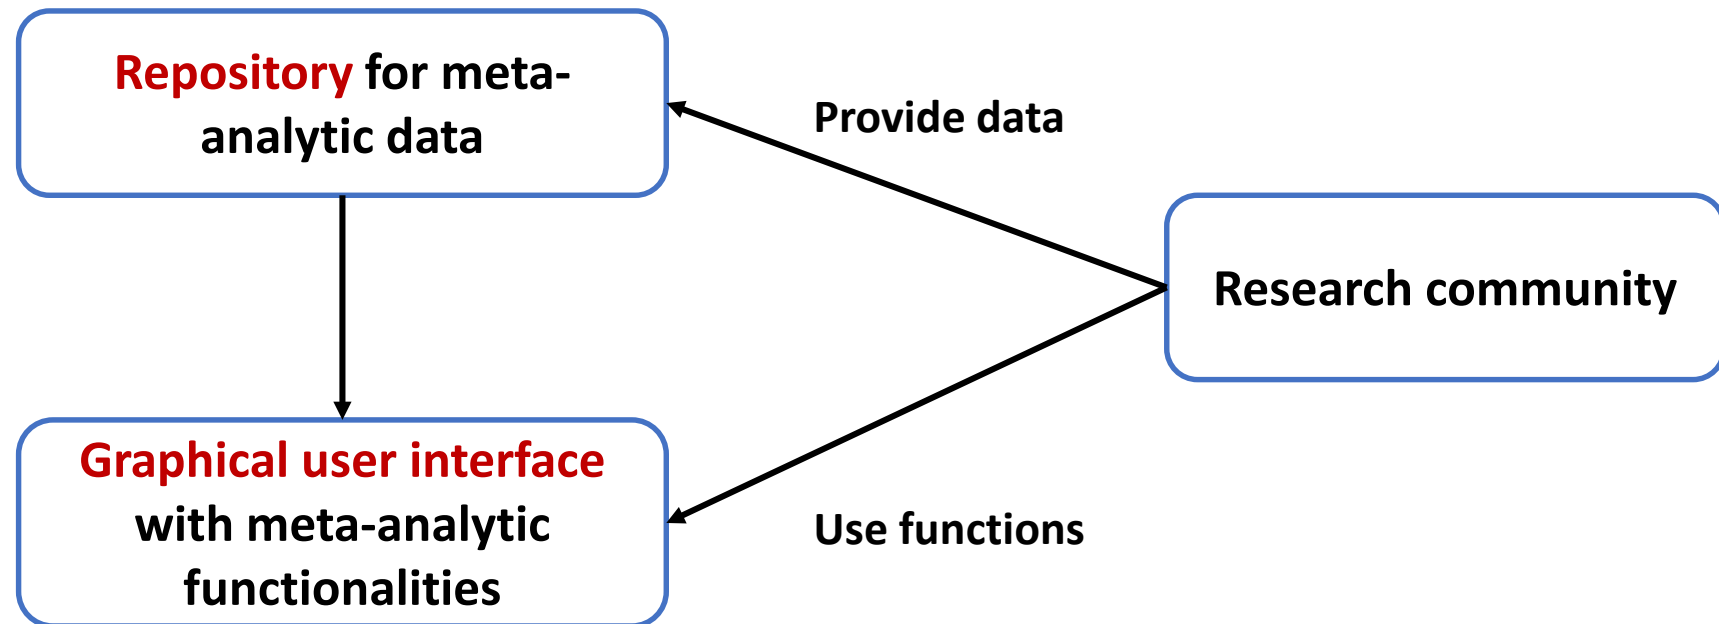 Repository for meta-
analytic data
Provide data
Research community
Graphical user interface
with meta-analytic
functionalities
Use functions